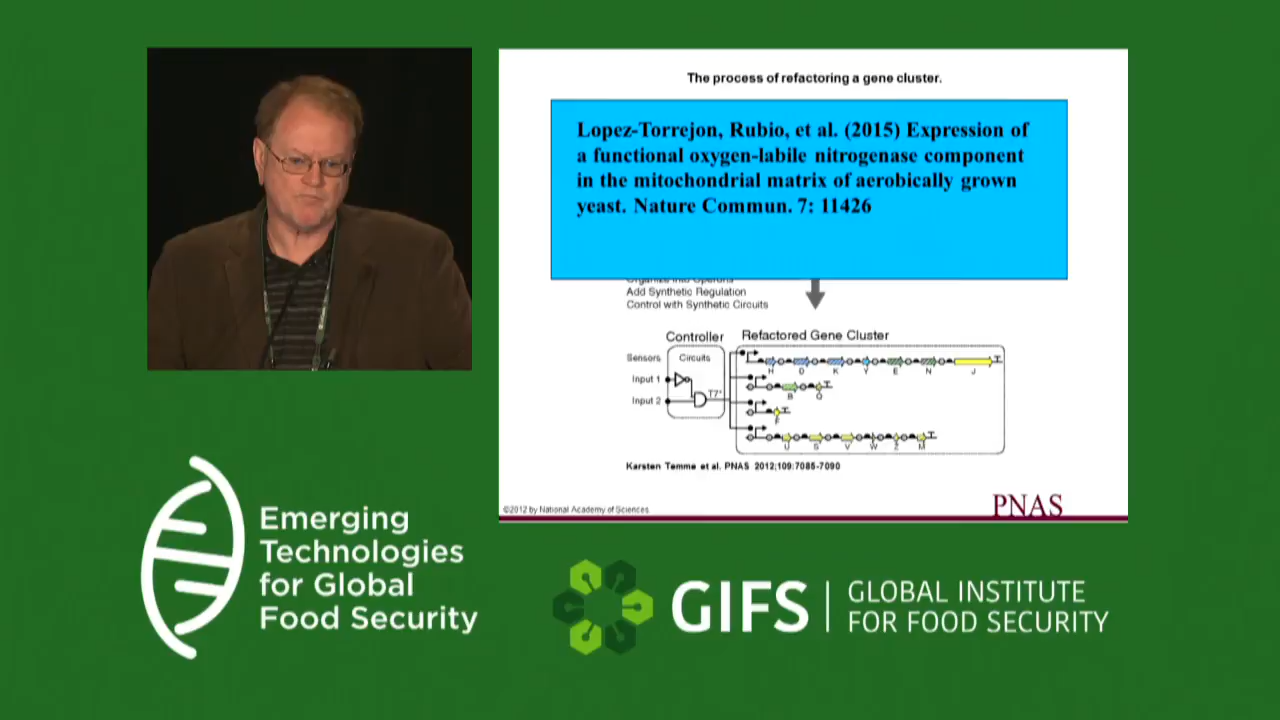 The process of refactoring a gene cluster.
Lopez-Torrejon, Rubio, et al. (2015) Expression of
a functional oxygen-labile nitrogenase component
in the mitochondrial matrix of aerobically grown
yeast. Nature Commun. 7: 11426
Organize into Operons
Add Synthetic Regulation
Control with Synthetic Circuits
Controller
Refactored Gene Cluster
Sensors
Circuits
Input 1
Input 2
T7*
H D K Y E N J
B Q
F
U S V W Z M
Karsten Temme et al. PNAS 2012;109:7085-7090
©2012 by National Academy of Sciences
PNAS
Emerging
Technologies
for Global
Food Security
GIFS
GLOBAL INSTITUTE
FOR FOOD SECURITY